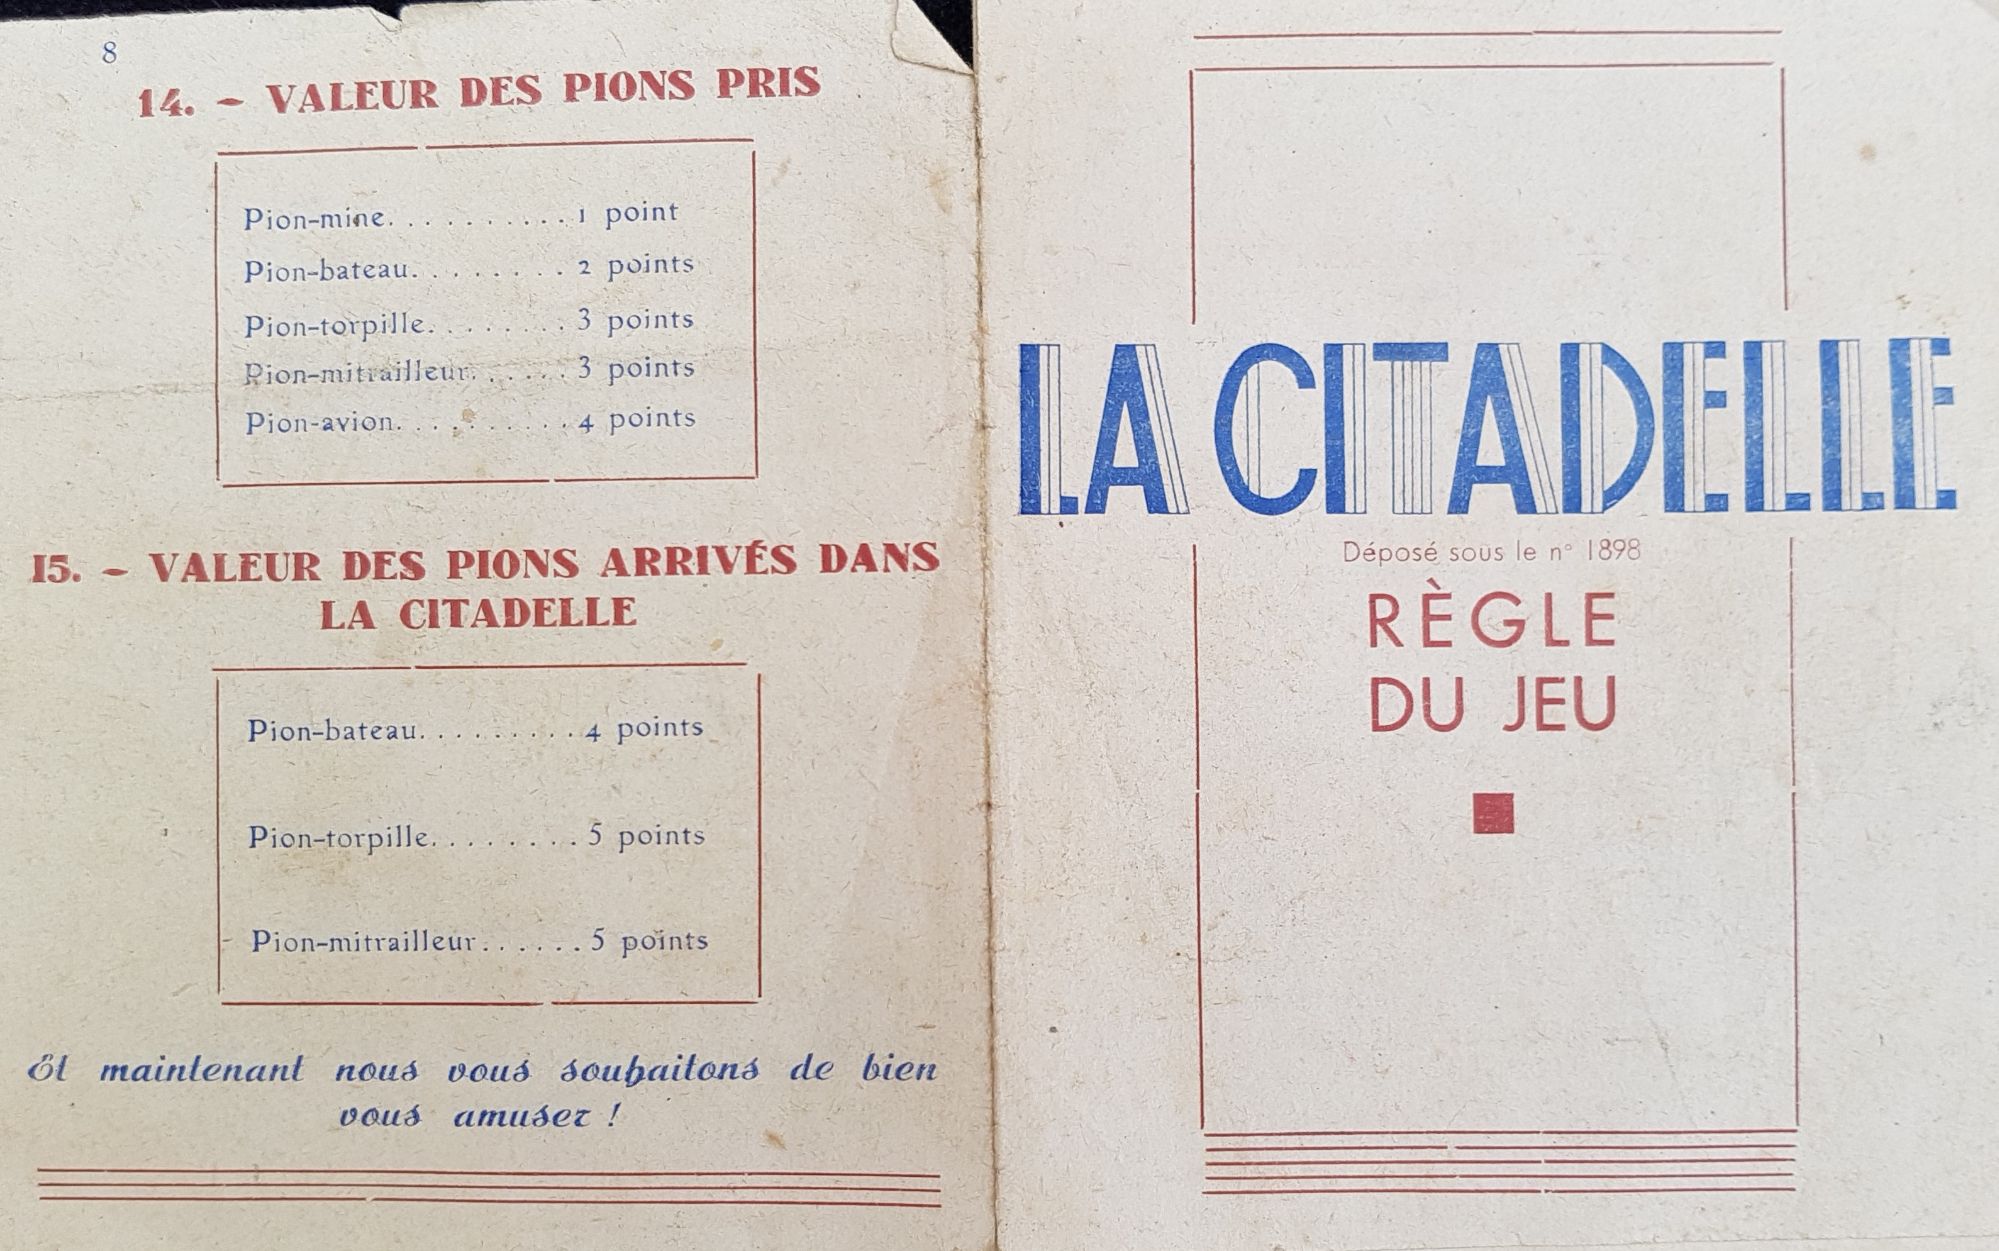 8
14. - VALEUR DES PIONS PRIS
Pion-mine. . . . . . . . . . . 1 point
Pion-bateau. . . . . . . . . 2 points
Pion-torpille. . . . . . . . 3 points
Pion-mitrailleur. . . . . . 3 points
Pion-avion. . . . . . . . . . 4 points
15. - VALEUR DES PIONS ARRIVÉS DANS
LA CITADELLE
Pion-bateau. . . . . . . . . 4 points
Pion-torpille. . . . . . . . 5 points
Pion-mitrailleur. . . . . . 5 points
Et maintenant nous vous souhaitons de bien
vous amuser !
LA CITADELLE
Déposé sous le n° 1898
RÈGLE
DU JEU